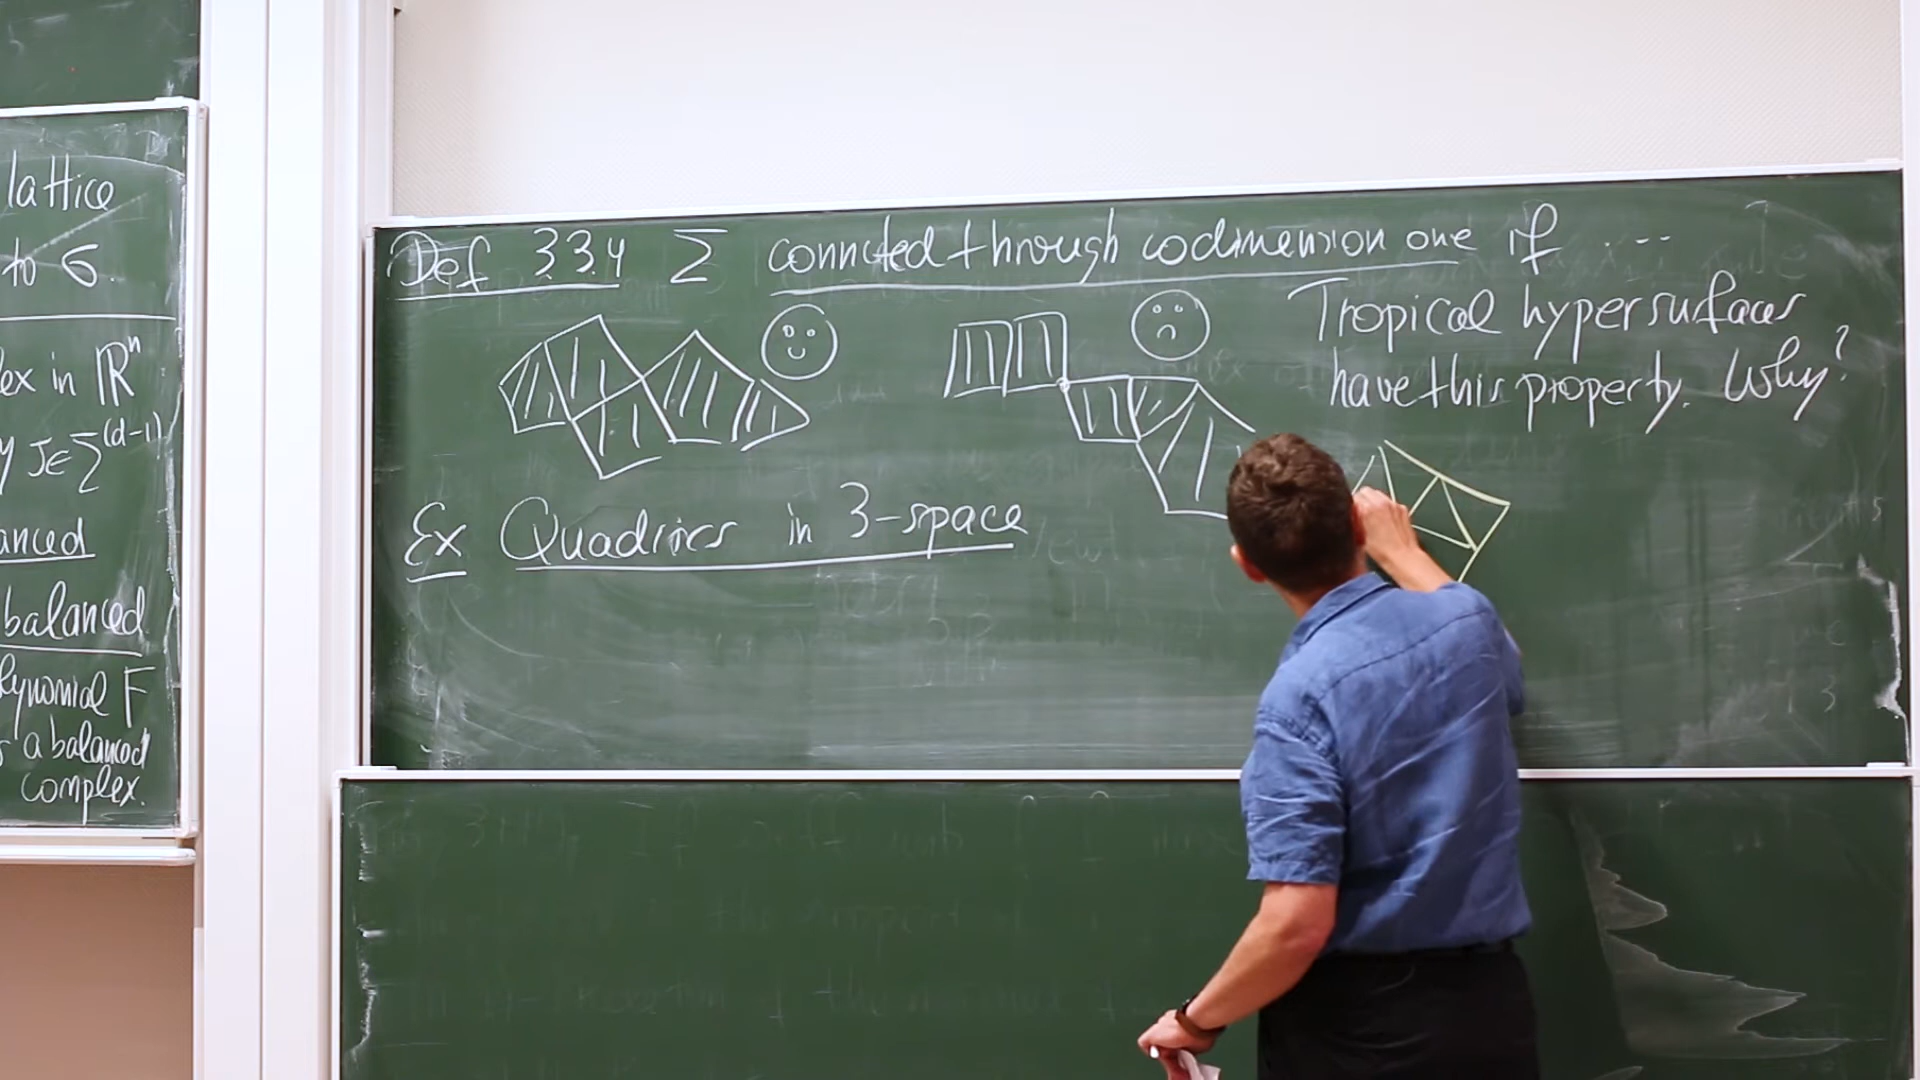 lattice
to σ.
ex in ℝⁿ
J∈Σ^(d-1)
anced
balanced
lynomial F
a balanced
complex.
Def 3.3.4 Σ conncted through codimension one if ...
Tropical hypersurfaces
have this property. Why?
Ex Quadrics in 3-space